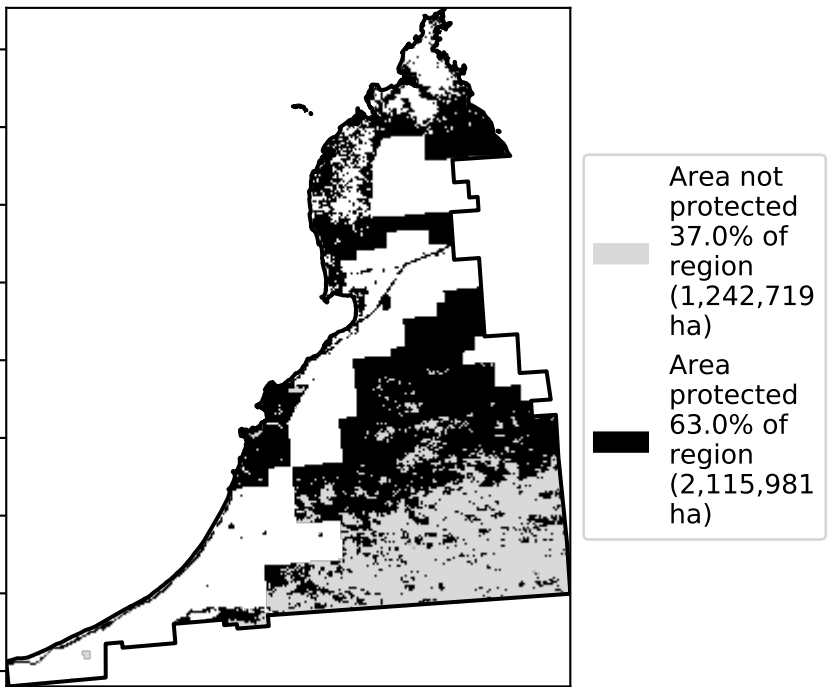 Area not
protected
37.0% of
region
(1,242,719
ha)
Area
protected
63.0% of
region
(2,115,981
ha)